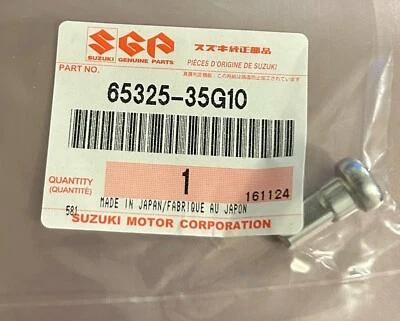 SGP スズキ純正部品
SUZUKI GENUINE PARTS PIÈCES D'ORIGINE DE SUZUKI
PART NO.
65325-35G10
QUANTITY
(QUANTITÉ) 1
161124
581 MADE IN JAPAN/FABRIQUE AU JAPON
SUZUKI MOTOR CORPORATION